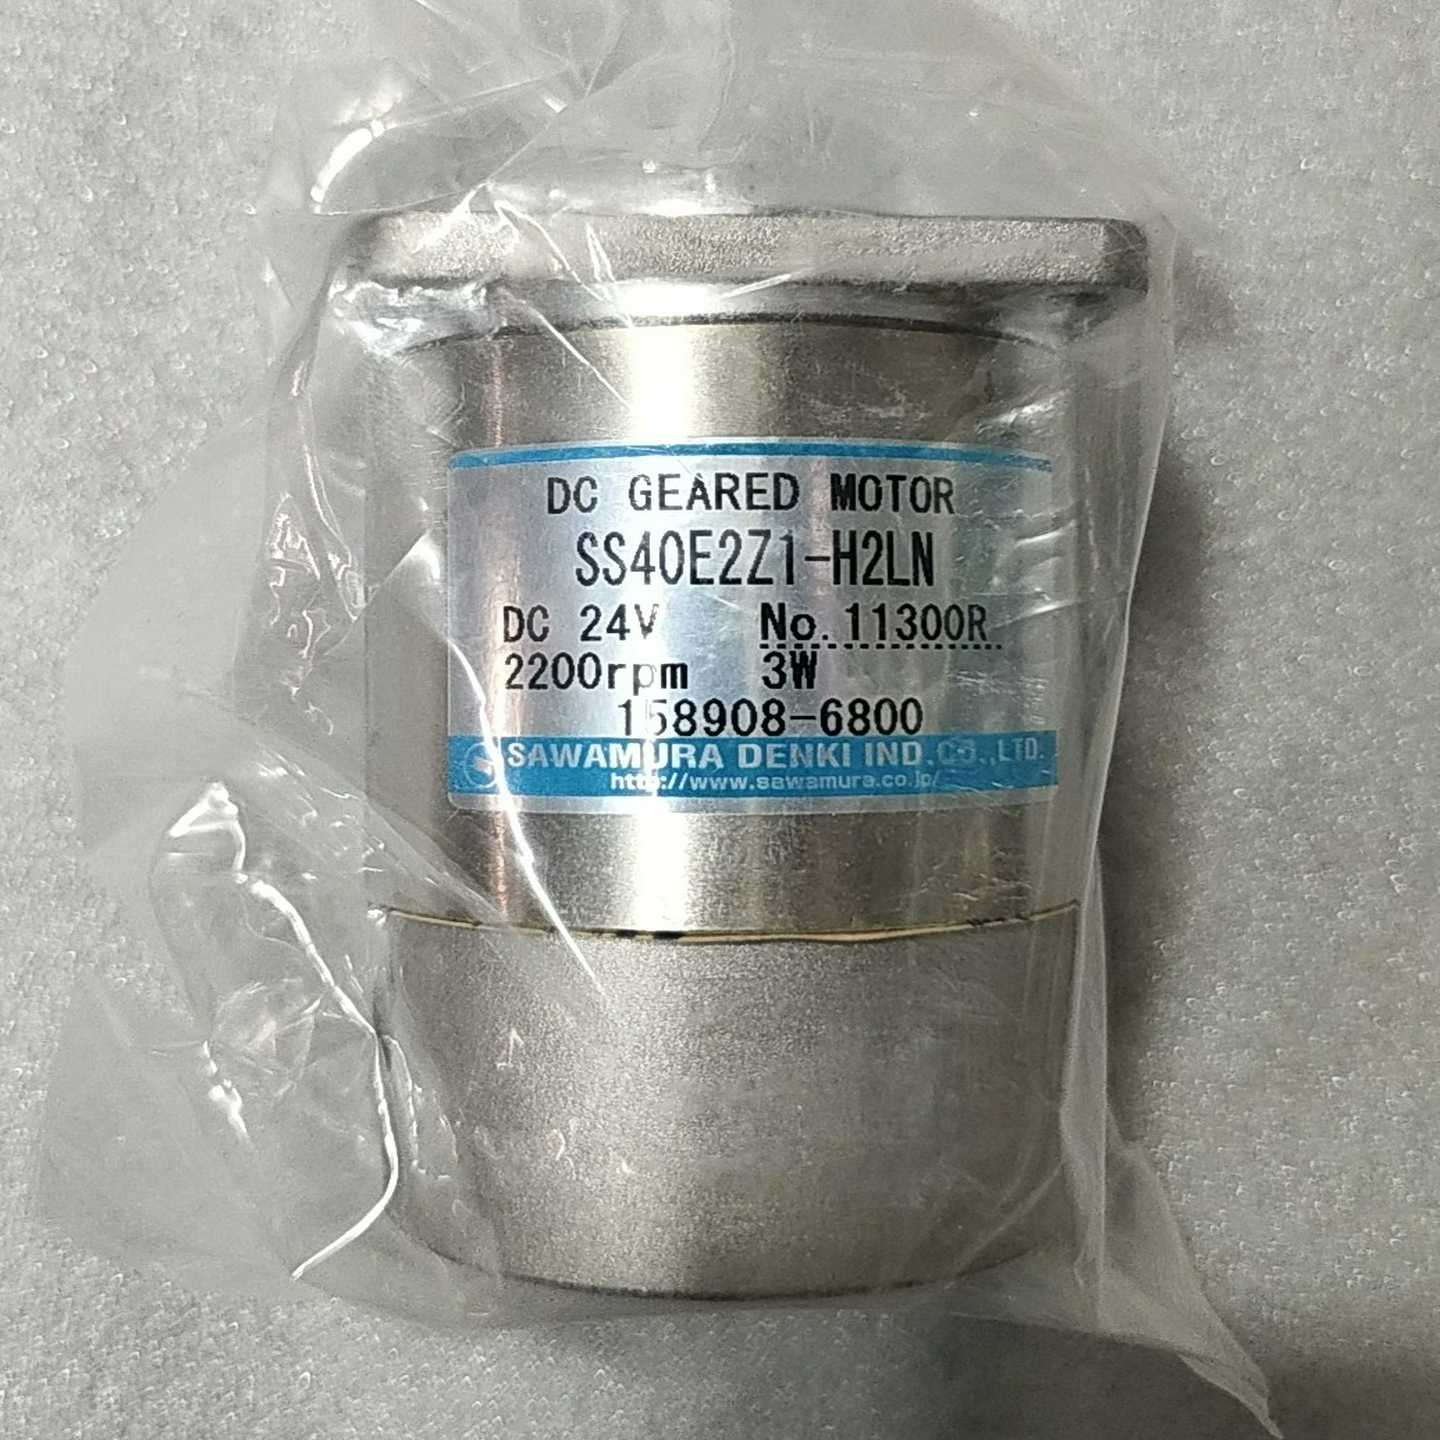 DC GEARED MOTOR
SS40E2Z1-H2LN
DC 24V No.11300R
2200rpm 3W
158908-6800
SAWAMURA DENKI IND.CO.,LTD.
http://www.sawamura.co.jp/